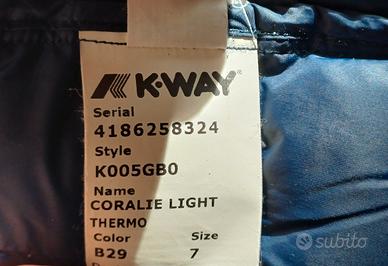 K·WAY®
Serial
4186258324
Style
K005GB0
Name
CORALIE LIGHT
THERMO
Color Size
B29 7
subito